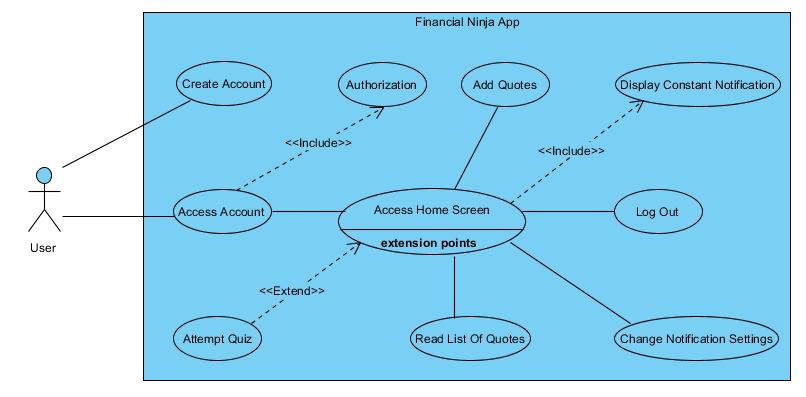 Financial Ninja App
Create Account
Authorization
Add Quotes
Display Constant Notification
<<Include>>
<<Include>>
User
Access Account
Access Home Screen
extension points
Log Out
<<Extend>>
Attempt Quiz
Read List Of Quotes
Change Notification Settings